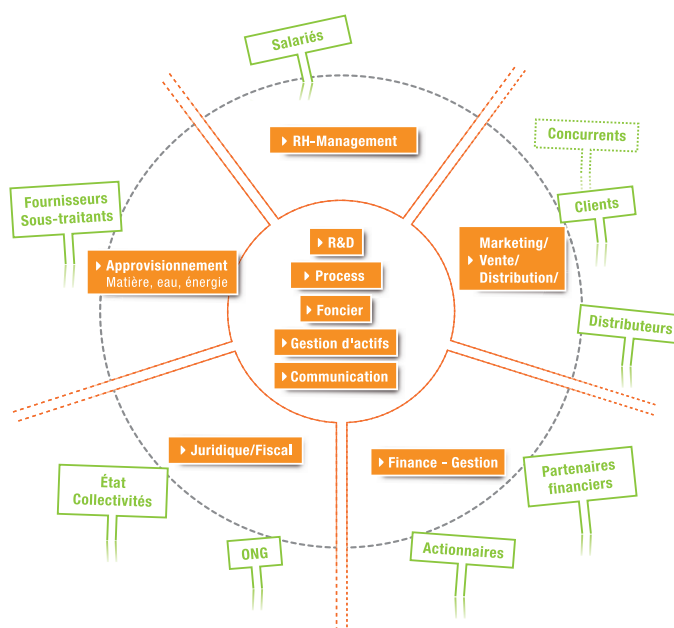 Salariés
RH-Management
Concurrents
Clients
Fournisseurs
Sous-traitants
R&D
Marketing/
Vente/
Distribution/
Approvisionnement
Matière, eau, énergie
Process
Foncier
Distributeurs
Gestion d'actifs
Communication
Juridique/Fiscal
Finance - Gestion
État
Collectivités
Partenaires
financiers
ONG
Actionnaires